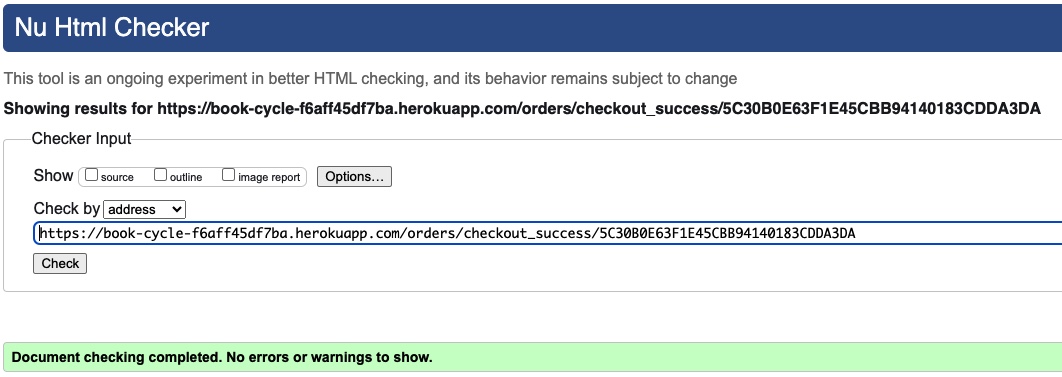 Nu Html Checker
This tool is an ongoing experiment in better HTML checking, and its behavior remains subject to change
Showing results for https://book-cycle-f6aff45df7ba.herokuapp.com/orders/checkout_success/5C30B0E63F1E45CBB94140183CDDA3DA
Checker Input
Show source outline image report Options...
Check by address
https://book-cycle-f6aff45df7ba.herokuapp.com/orders/checkout_success/5C30B0E63F1E45CBB94140183CDDA3DA
Check
Document checking completed. No errors or warnings to show.